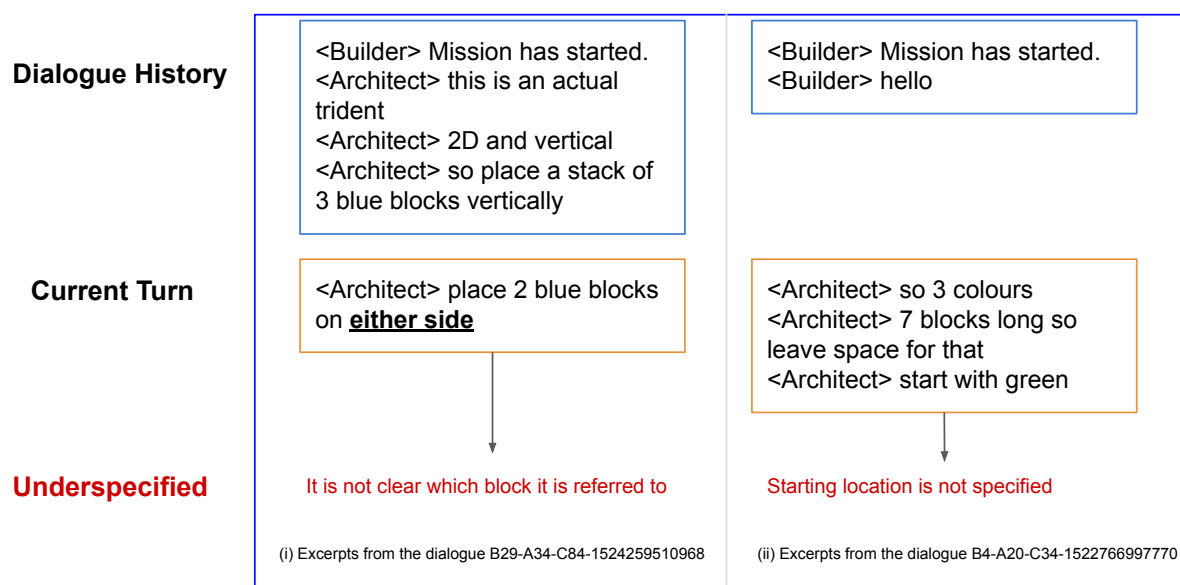 Dialogue History
<Builder> Mission has started.
<Architect> this is an actual
trident
<Architect> 2D and vertical
<Architect> so place a stack of
3 blue blocks vertically
<Builder> Mission has started.
<Builder> hello
Current Turn
<Architect> place 2 blue blocks
on either side
<Architect> so 3 colours
<Architect> 7 blocks long so
leave space for that
<Architect> start with green
Underspecified
It is not clear which block it is referred to
Starting location is not specified
(i) Excerpts from the dialogue B29-A34-C84-1524259510968
(ii) Excerpts from the dialogue B4-A20-C34-1522766997770